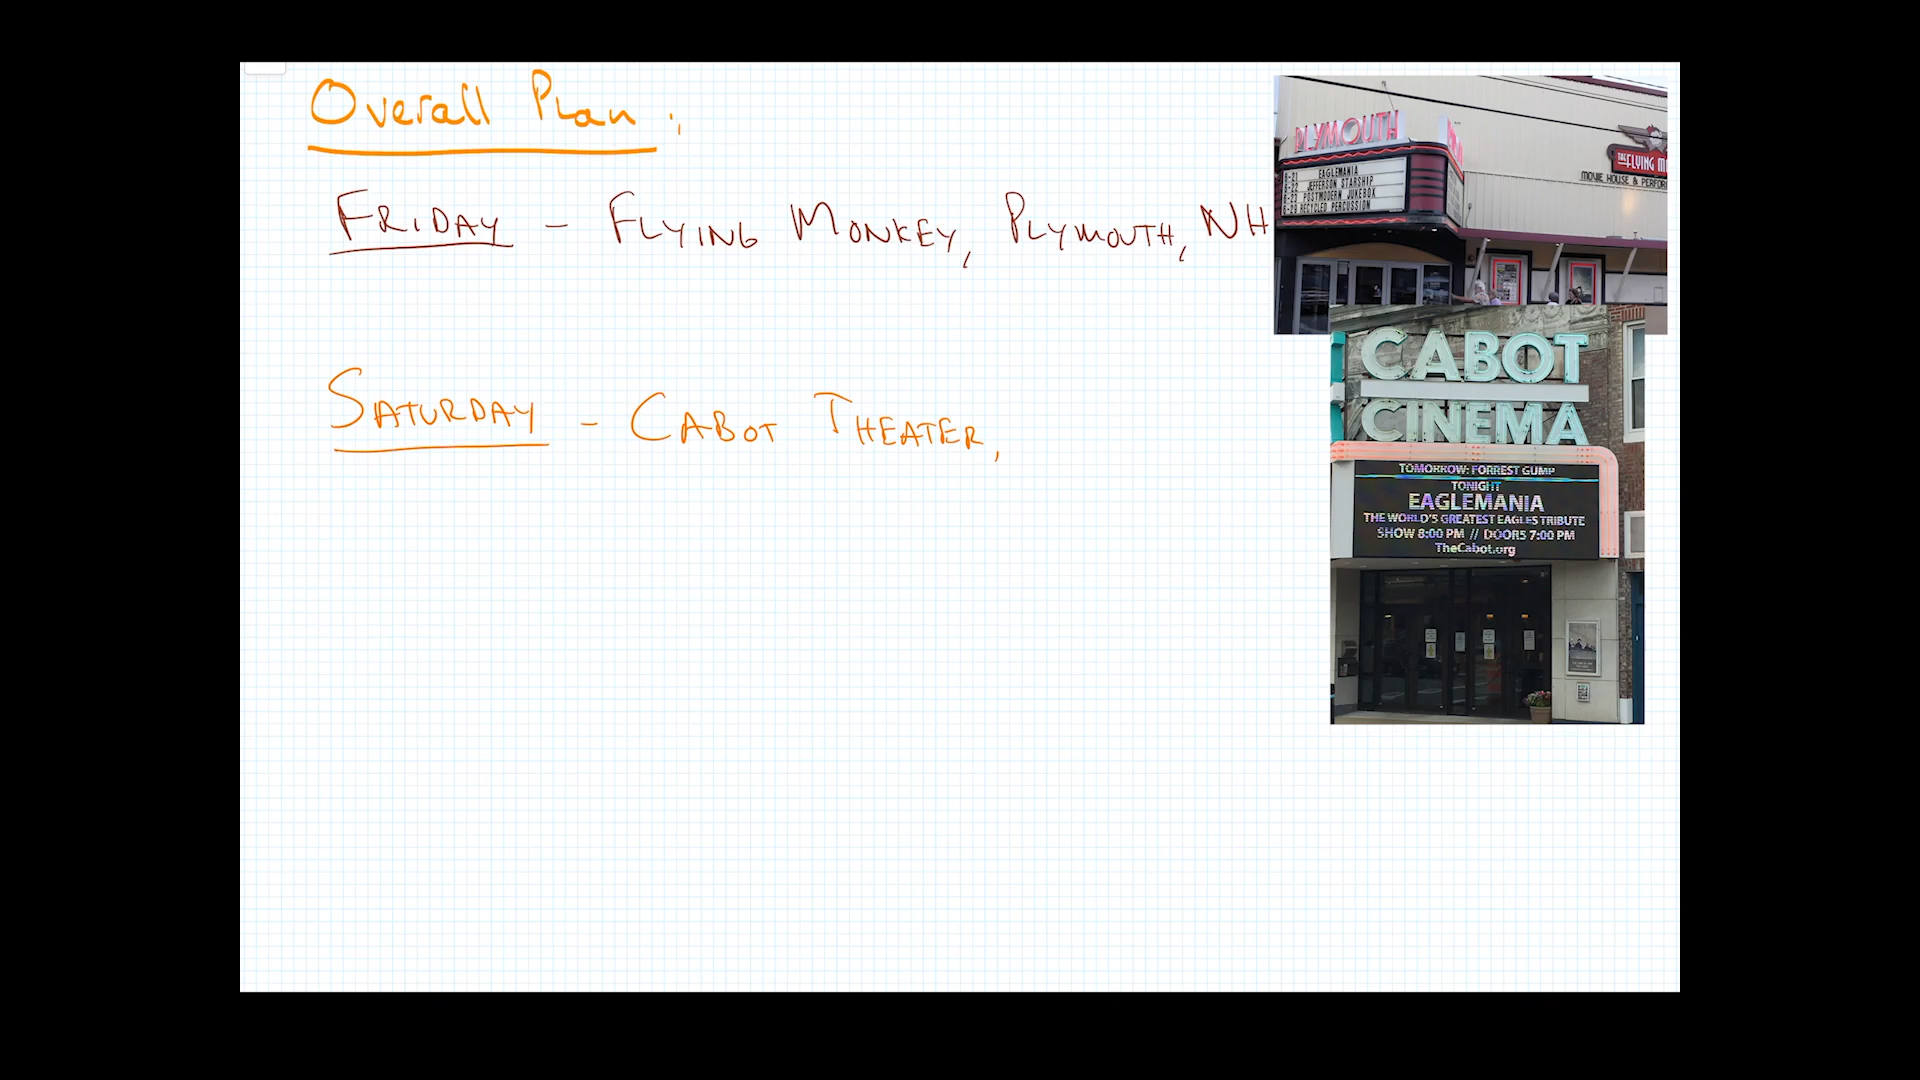 Overall Plan.
FRIDAY - FLYING MONKEY, PLYMOUTH, NH
SATURDAY - CABOT THEATER,
PLYMOUTH
EAGLEMANIA
JEFFERSON STARSHIP
POSTMODERN JUKEBOX
RECYCLED PERCUSSION
THE FLYING M
MOVIE HOUSE & PERFOR
CABOT
CINEMA
TOMORROW: FORREST GUMP
TONIGHT
EAGLEMANIA
THE WORLD'S GREATEST EAGLES TRIBUTE
SHOW 8:00 PM // DOORS 7:00 PM
TheCabot.org